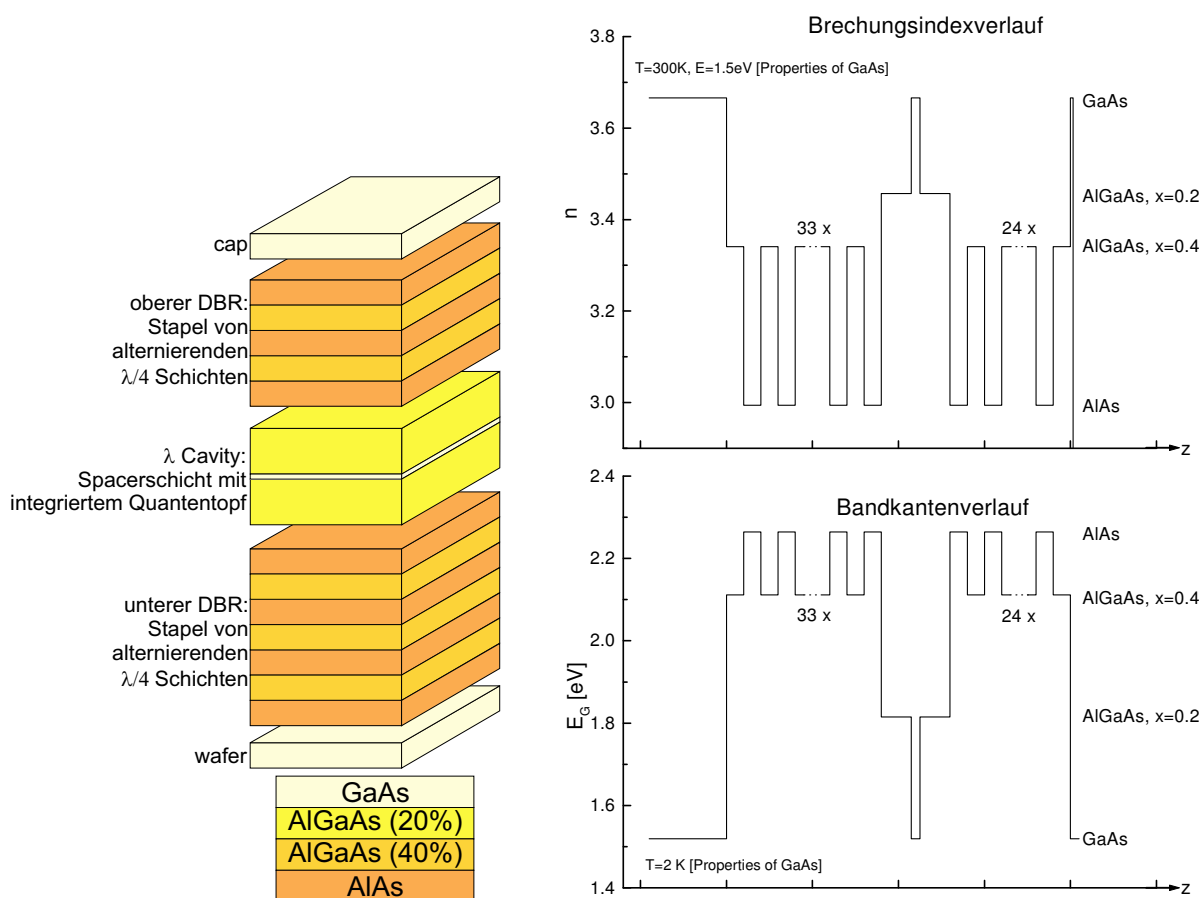 cap
oberer DBR:
Stapel von
alternierenden
λ/4 Schichten
λ Cavity:
Spacerschicht mit
integriertem Quantentopf
unterer DBR:
Stapel von
alternierenden
λ/4 Schichten
wafer
GaAs
AlGaAs (20%)
AlGaAs (40%)
AlAs
Brechungsindexverlauf
3.8
T=300K, E=1.5eV [Properties of GaAs]
GaAs
3.6
n
AlGaAs, x=0.2
3.4
33 x
24 x
AlGaAs, x=0.4
3.2
3.0
AlAs
z
2.4
Bandkantenverlauf
AlAs
2.2
AlGaAs, x=0.4
33 x
24 x
2.0
E_G [eV]
1.8
AlGaAs, x=0.2
1.6
GaAs
T=2 K [Properties of GaAs]
1.4
z